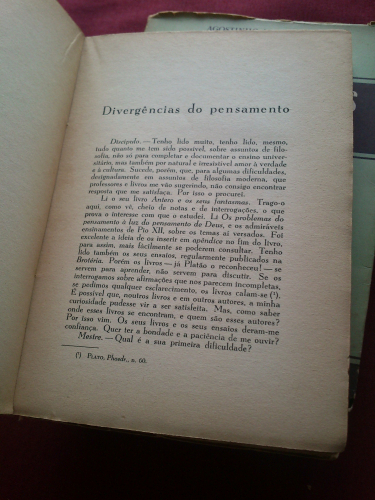 Divergências do pensamento
Discípulo. — Tenho lido muito, tenho lido, mesmo,
tudo quanto me tem sido possível, sobre assuntos de filo-
sofia, não só para completar e documentar o ensino univer-
sitário, mas também por natural e irresistível amor à verdade
e à cultura. Sucede, porém, que, para algumas dificuldades,
designadamente em assuntos de filosofia moderna, que
professores e livros me vão sugerindo, não consigo encontrar
resposta que me satisfaça. Por isso o procurei.
Li o seu livro Antero e os seus fantasmas. Trago-o
aqui, como vê, cheio de notas e de interrogações, o que
prova o interesse com que o estudei. Li Os problemas do
pensamento à luz do pensamento de Deus, e os admiráveis
ensinamentos de Pio XII, sobre os temas aí versados. Foi
excelente a ideia de os inserir em apêndice no fim do livro,
para assim, mais fàcilmente se poderem consultar. Tenho
lido também os seus ensaios, regularmente publicados na
Brotéria. Porém os livros — já Platão o reconheceu! — se
servem para aprender, não servem para discutir. Se os
interrogamos sobre afirmações que nos parecem incompletas,
se pedimos qualquer esclarecimento, os livros calam-se (¹).
É possível que, noutros livros e em outros autores, a minha
curiosidade pudesse vir a ser satisfeita. Mas, como saber
onde esses livros se encontram, e quem são esses autores?
Por isso vim. Os seus livros e os seus ensaios deram-me
confiança. Quer ter a bondade e a paciência de me ouvir?
Mestre. — Qual é a sua primeira dificuldade?
(¹) PLATO, Phaedr., n. 60.